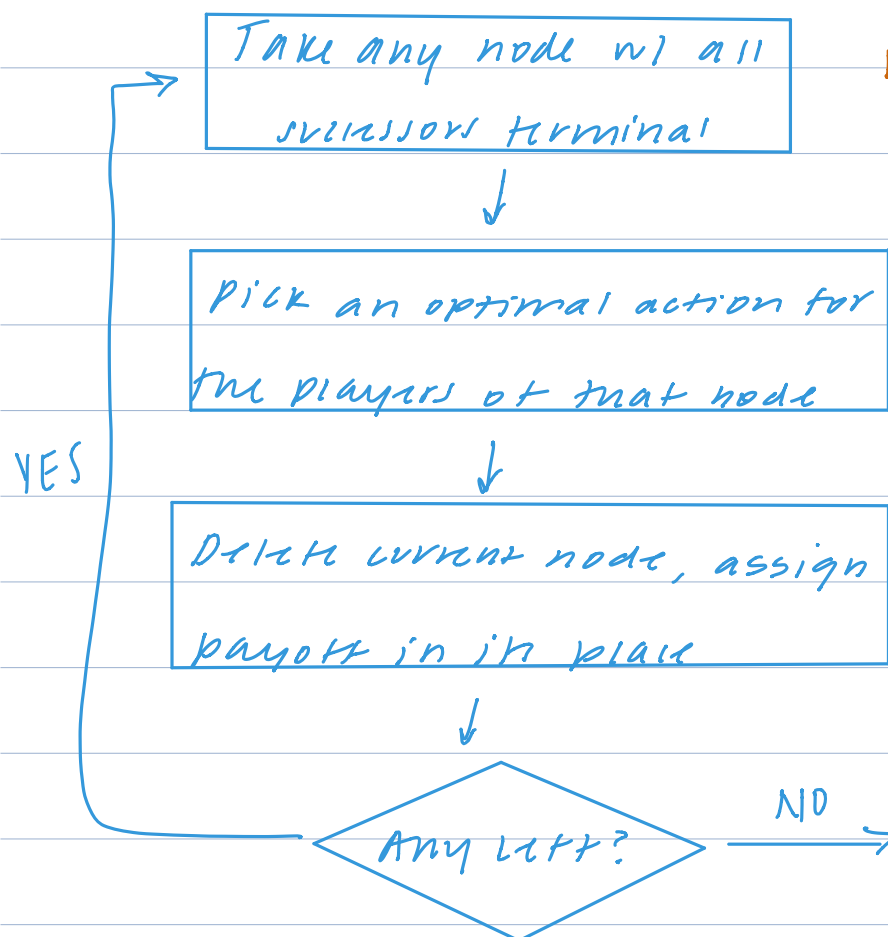 Take any node w/ all
successors terminal
Pick an optimal action for
the players of that node
YES
Delete current node, assign
payoff in its place
NO
Any left?